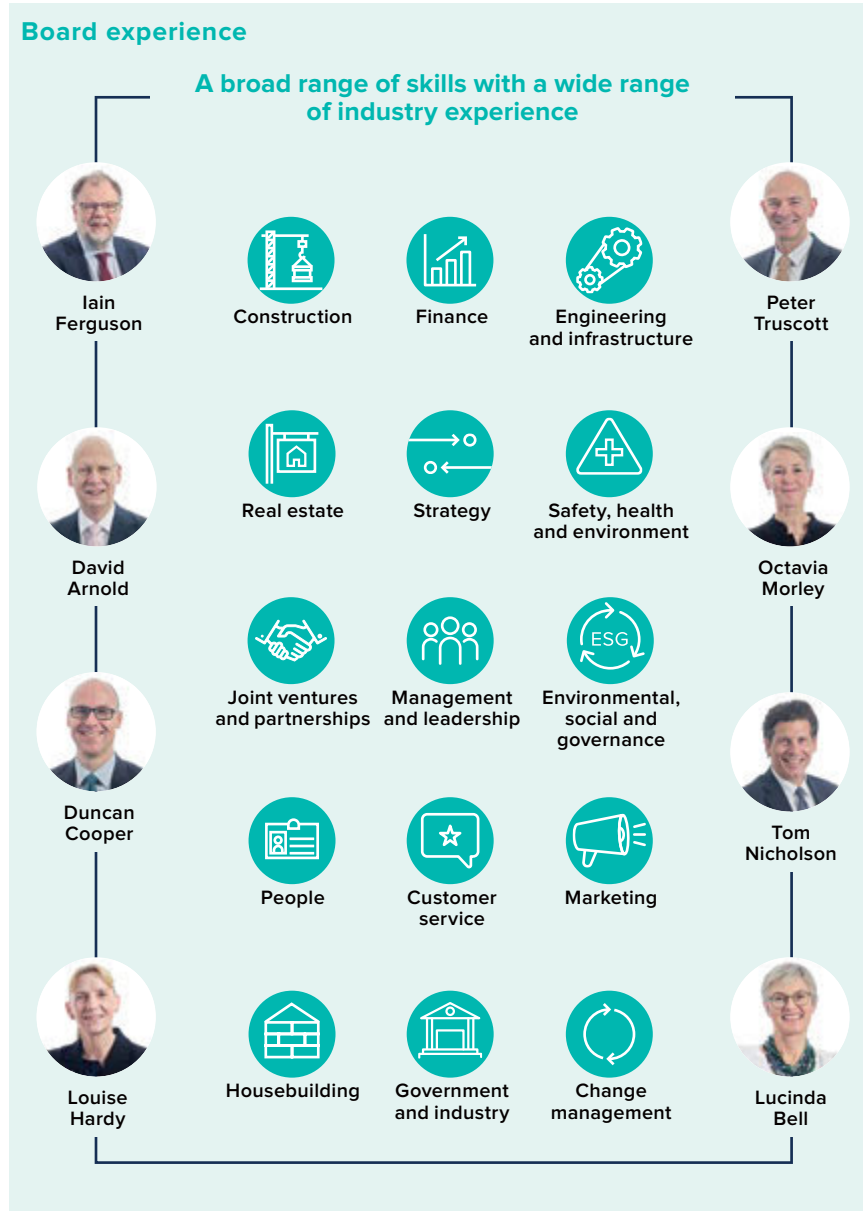 Board experience
A broad range of skills with a wide range
of industry experience
Iain
Ferguson
Construction
Finance
Engineering
and infrastructure
Peter
Truscott
David
Arnold
Real estate
Strategy
Safety, health
and environment
Octavia
Morley
Duncan
Cooper
Joint ventures
and partnerships
Management
and leadership
ESG
Environmental,
social and
governance
Tom
Nicholson
People
Customer
service
Marketing
Louise
Hardy
Housebuilding
Government
and industry
Change
management
Lucinda
Bell